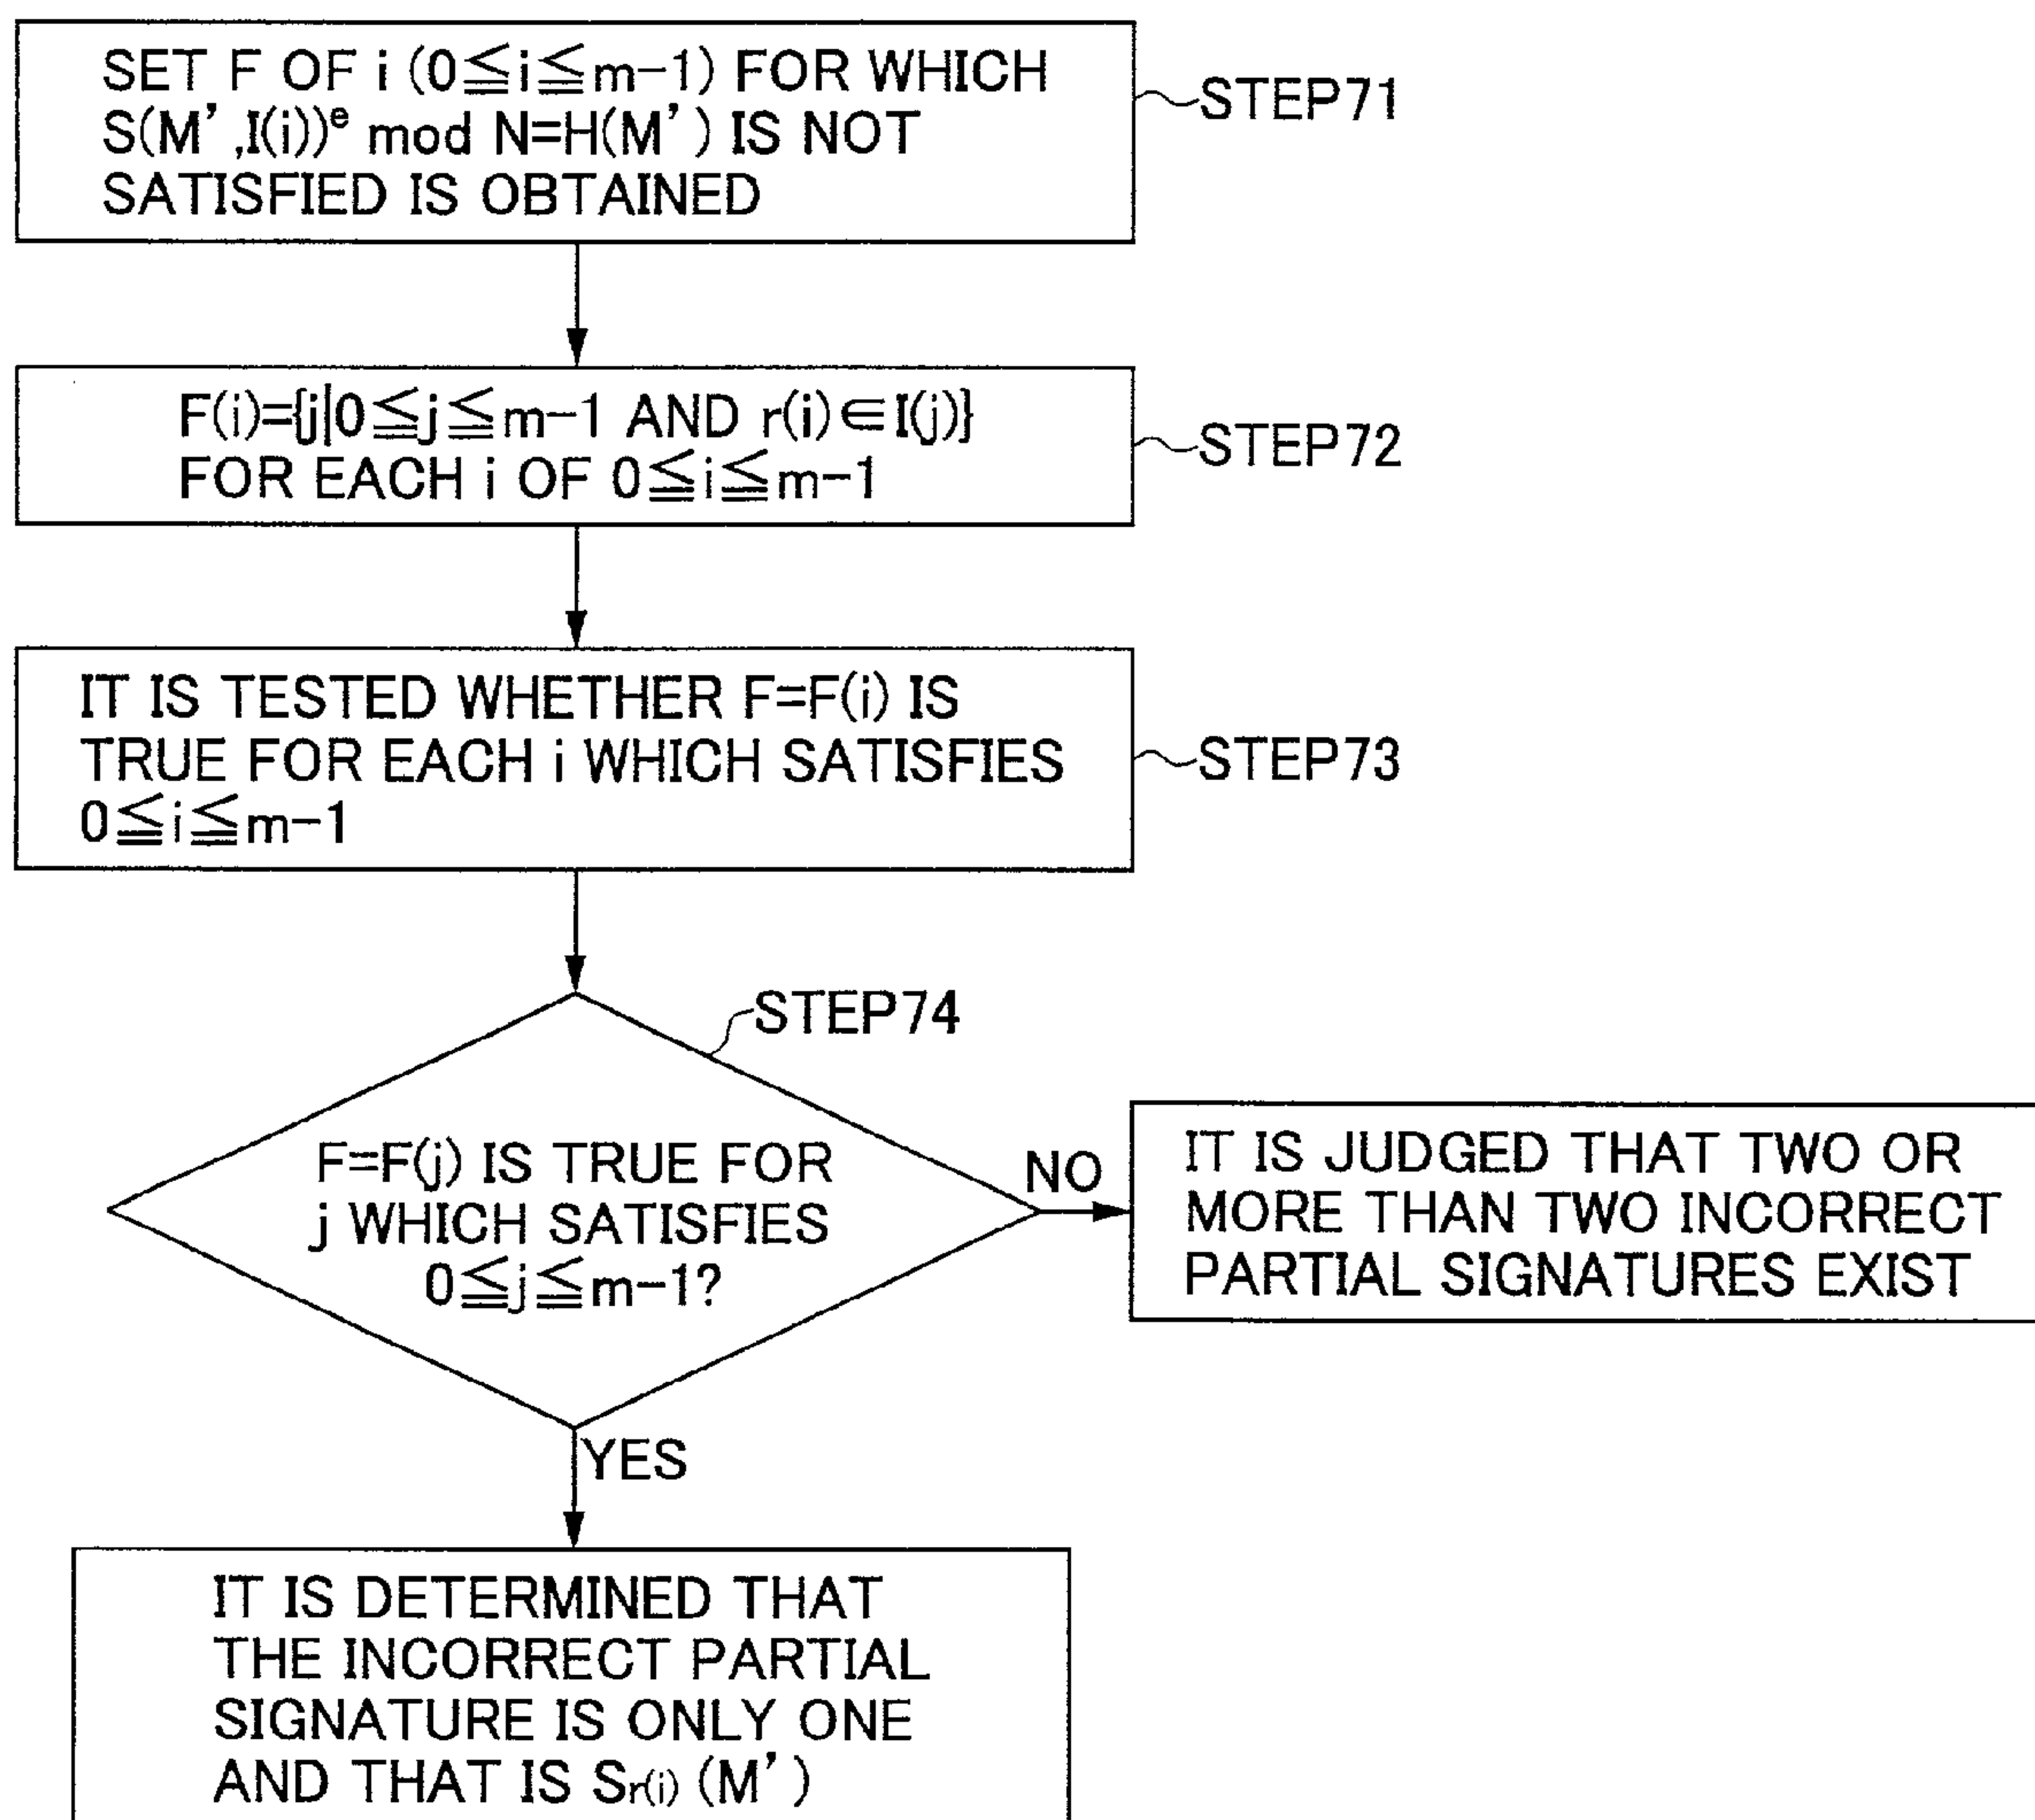 SET F OF i (0≦i≦m−1) FOR WHICH
S(M',I(i))ᵉ mod N=H(M') IS NOT
SATISFIED IS OBTAINED
STEP71
F(i)={j|0≦j≦m−1 AND r(i)∈I(j)}
FOR EACH i OF 0≦i≦m−1
STEP72
IT IS TESTED WHETHER F=F(i) IS
TRUE FOR EACH i WHICH SATISFIES
0≦i≦m−1
STEP73
STEP74
F=F(j) IS TRUE FOR
j WHICH SATISFIES
0≦j≦m−1?
NO
IT IS JUDGED THAT TWO OR
MORE THAN TWO INCORRECT
PARTIAL SIGNATURES EXIST
YES
IT IS DETERMINED THAT
THE INCORRECT PARTIAL
SIGNATURE IS ONLY ONE
AND THAT IS Sr(i) (M')